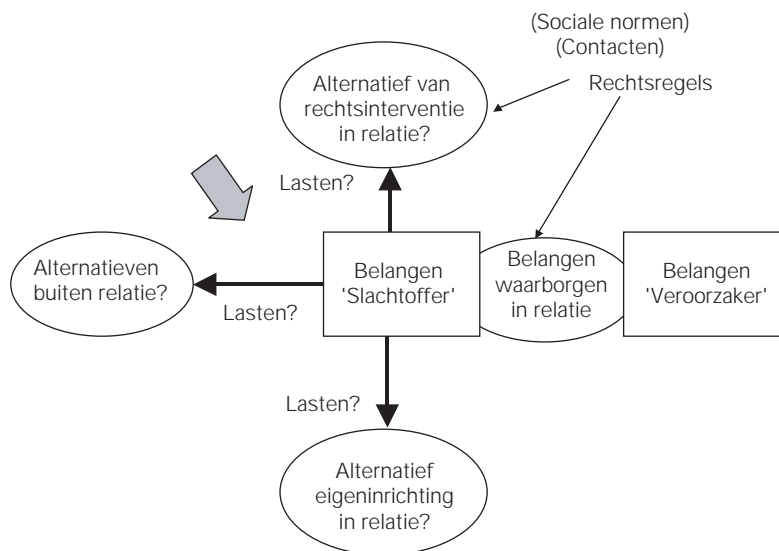 (Sociale normen)
(Contacten)
Rechtsregels
Alternatief van
rechtsinterventie
in relatie?
Lasten?
Alternatieven
buiten relatie?
Lasten?
Belangen
'Slachtoffer'
Belangen
waarborgen
in relatie
Belangen
'Veroorzaker'
Lasten?
Alternatief
eigeninrichting
in relatie?